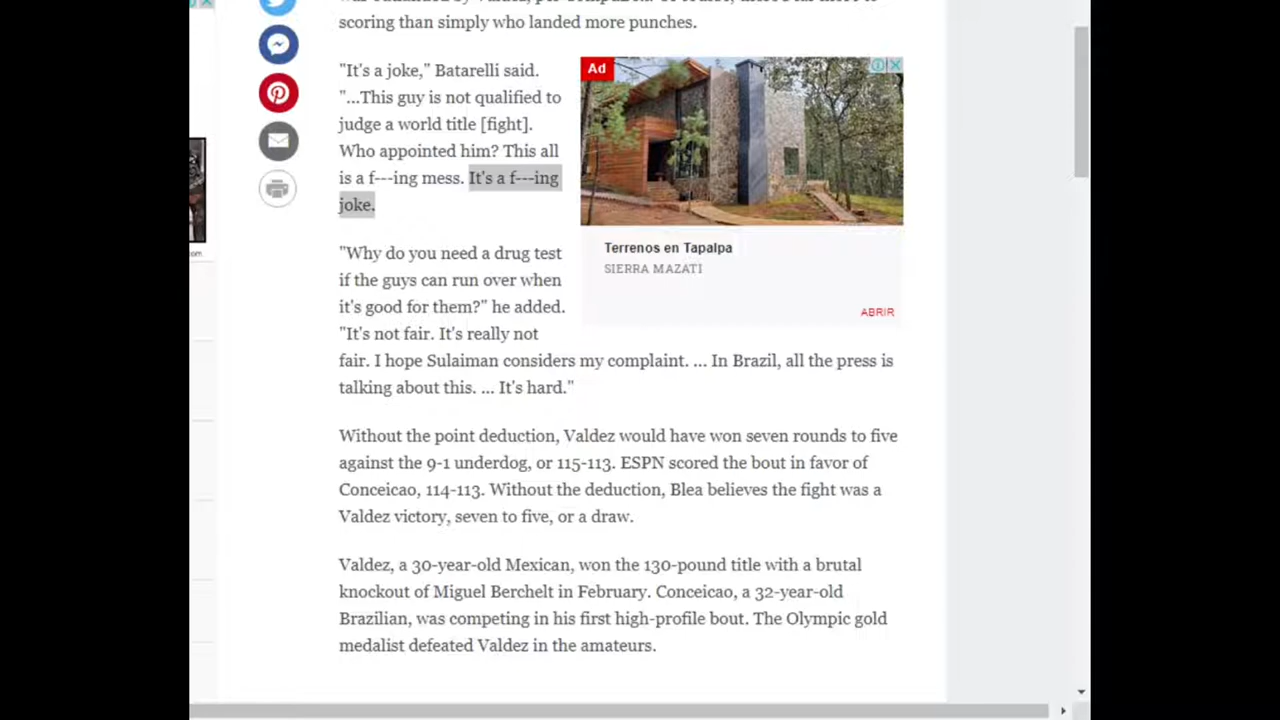 scoring than simply who landed more punches.
"It's a joke," Batarelli said.
"...This guy is not qualified to
judge a world title [fight].
Who appointed him? This all
is a f---ing mess. It's a f---ing
joke.
Ad
Terrenos en Tapalpa
SIERRA MAZATI
ABRIR
"Why do you need a drug test
if the guys can run over when
it's good for them?" he added.
"It's not fair. It's really not
fair. I hope Sulaiman considers my complaint. ... In Brazil, all the press is
talking about this. ... It's hard."
Without the point deduction, Valdez would have won seven rounds to five
against the 9-1 underdog, or 115-113. ESPN scored the bout in favor of
Conceicao, 114-113. Without the deduction, Blea believes the fight was a
Valdez victory, seven to five, or a draw.
Valdez, a 30-year-old Mexican, won the 130-pound title with a brutal
knockout of Miguel Berchelt in February. Conceicao, a 32-year-old
Brazilian, was competing in his first high-profile bout. The Olympic gold
medalist defeated Valdez in the amateurs.